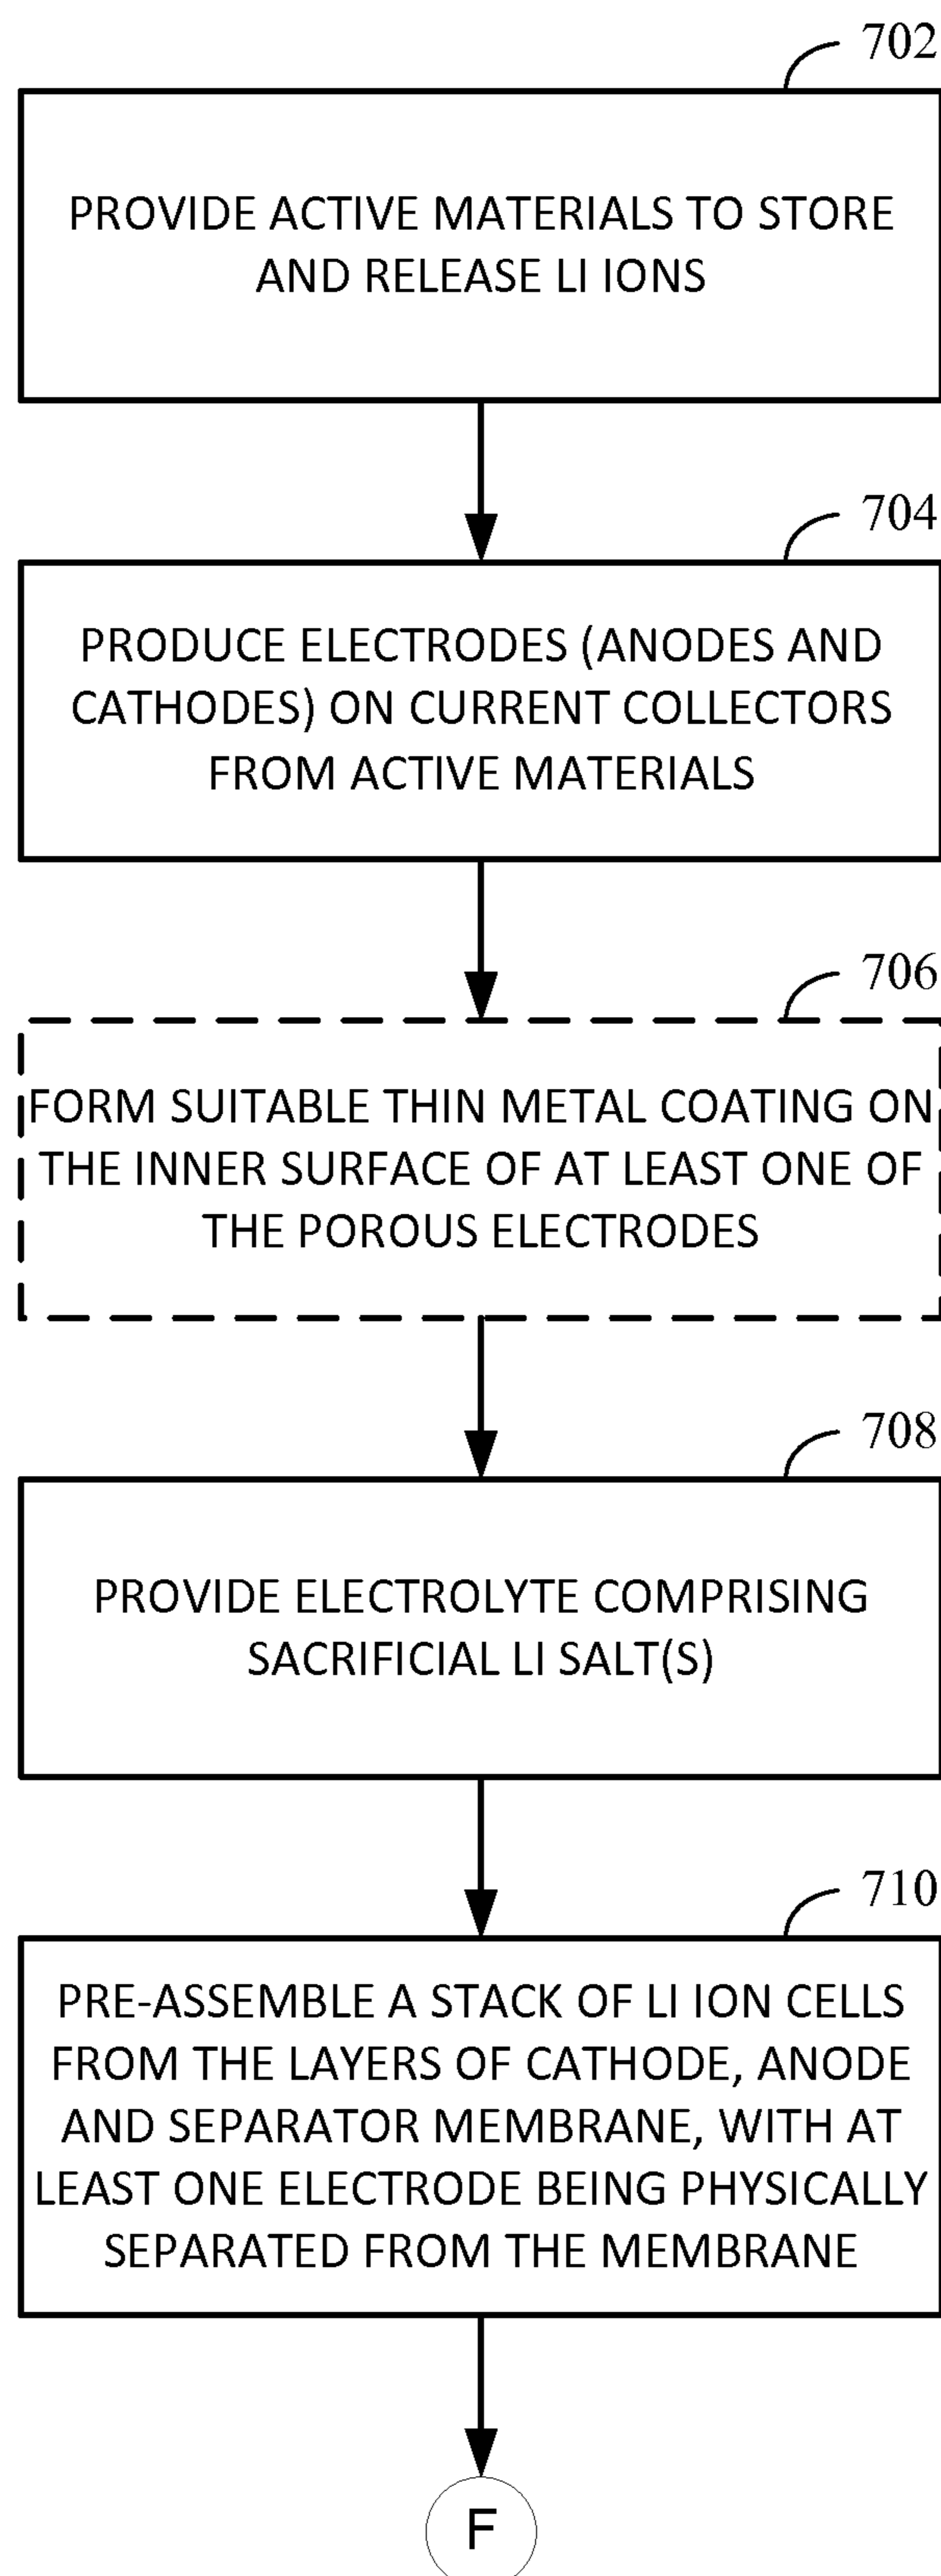 702
PROVIDE ACTIVE MATERIALS TO STORE
AND RELEASE LI IONS
704
PRODUCE ELECTRODES (ANODES AND
CATHODES) ON CURRENT COLLECTORS
FROM ACTIVE MATERIALS
706
FORM SUITABLE THIN METAL COATING ON
THE INNER SURFACE OF AT LEAST ONE OF
THE POROUS ELECTRODES
708
PROVIDE ELECTROLYTE COMPRISING
SACRIFICIAL LI SALT(S)
710
PRE-ASSEMBLE A STACK OF LI ION CELLS
FROM THE LAYERS OF CATHODE, ANODE
AND SEPARATOR MEMBRANE, WITH AT
LEAST ONE ELECTRODE BEING PHYSICALLY
SEPARATED FROM THE MEMBRANE
F